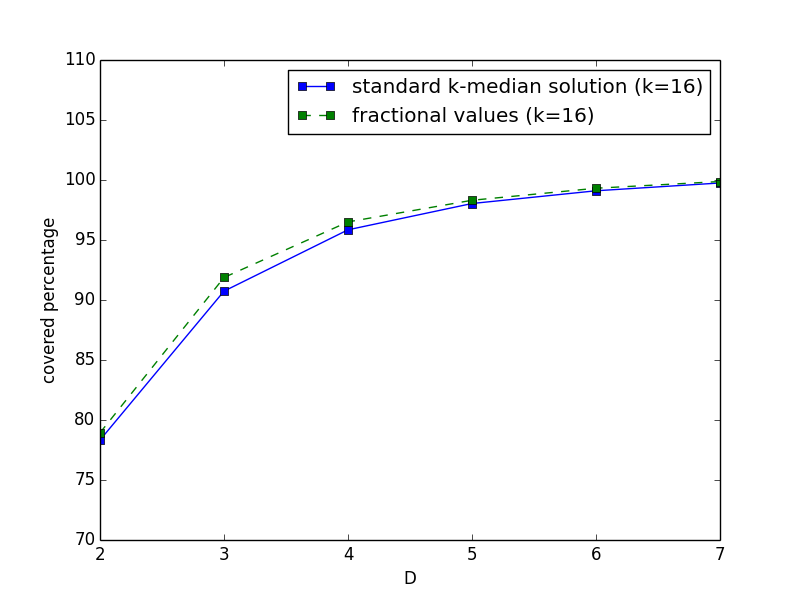 110
105
100
95
90
85
80
75
70
covered percentage
standard k-median solution (k=16)
fractional values (k=16)
2 3 4 5 6 7
D